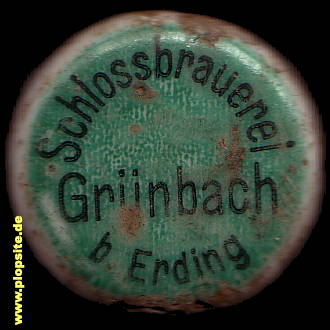 Schlossbrauerei
Grünbach
b Erding
www.plopsite.de